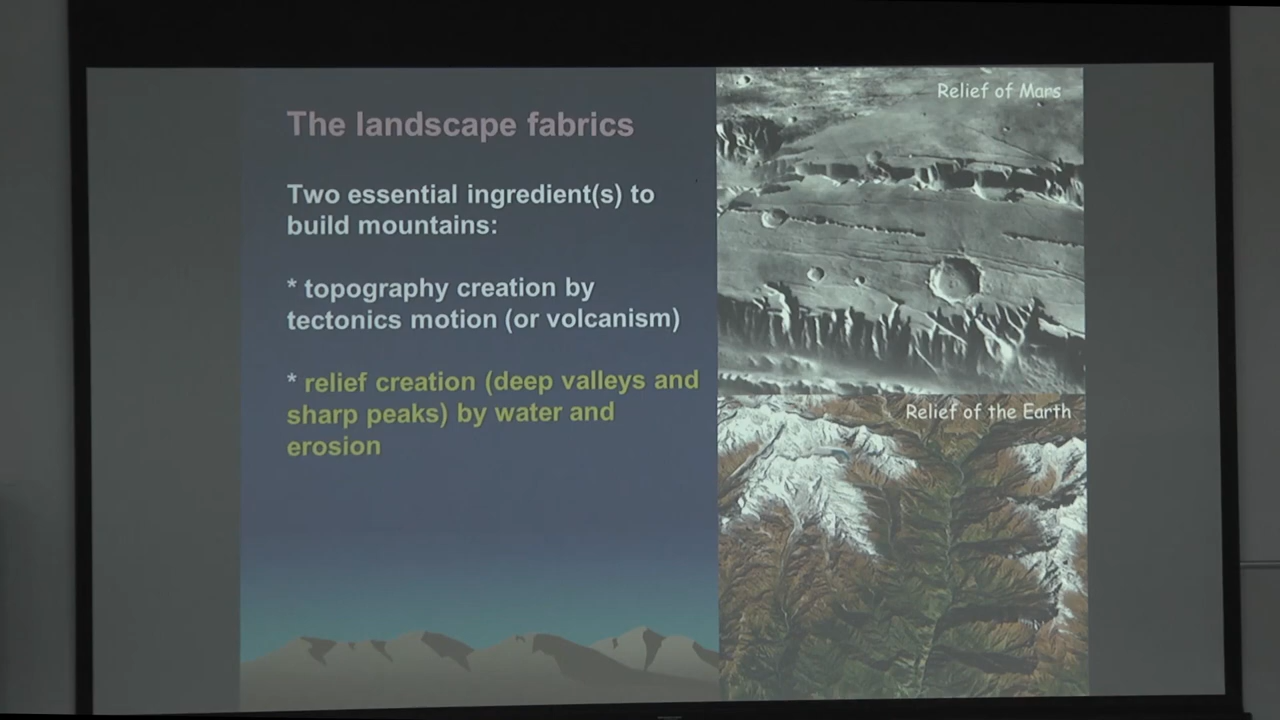 The landscape fabrics
Two essential ingredient(s) to
build mountains:
* topography creation by
tectonics motion (or volcanism)
* relief creation (deep valleys and
sharp peaks) by water and
erosion
Relief of Mars
Relief of the Earth